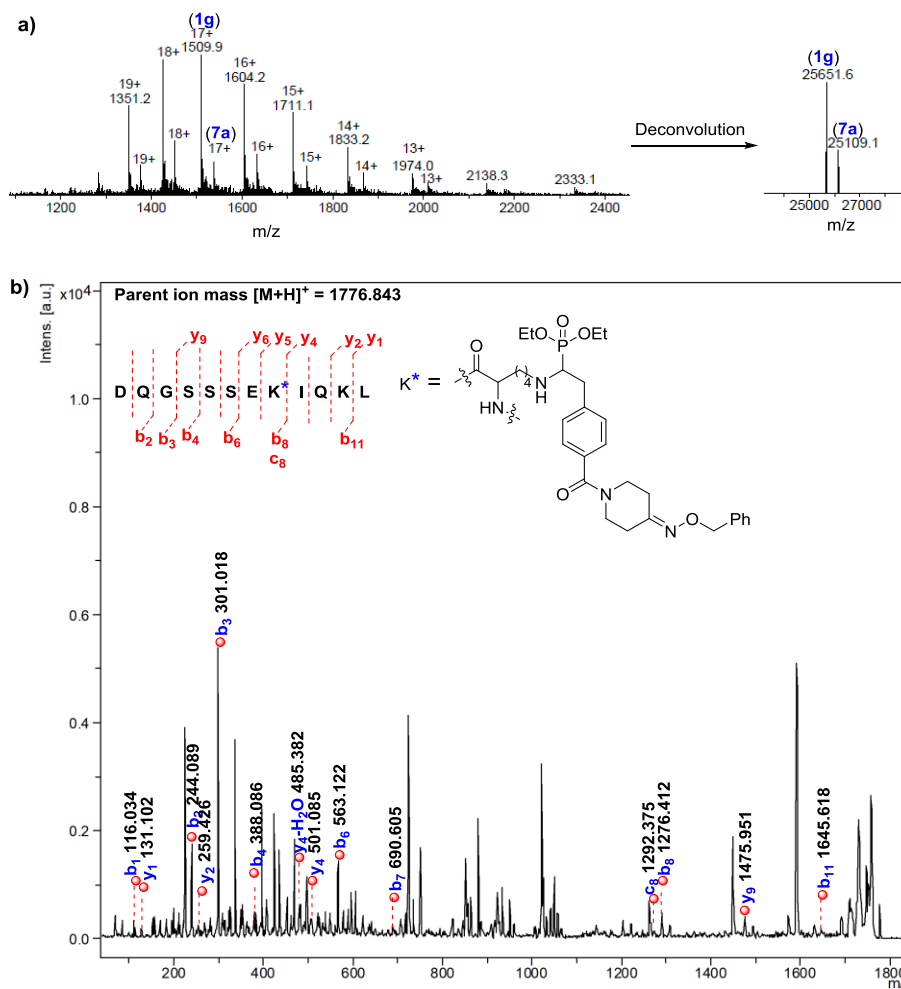 a)
(1g)
17+
1509.9
18+
16+
1604.2
19+
1351.2
15+
1711.1
(7a)
17+
18+
19+
16+
15+
14+
1833.2
14+
13+
1974.0
13+
2138.3
2333.1
1200 1400 1600 1800 2000 2200 2400
m/z
Deconvolution
(1g)
25651.6
(7a)
25109.1
25000 27000
m/z
b)
Intens. [a.u.]
x10⁴
Parent ion mass [M+H]⁺ = 1776.843
y₉ y₆ y₅ y₄ y₂ y₁
D Q G S S S E K* I Q K L
b₂ b₃ b₄ b₆ b₈ b₁₁
c₈
K* =
O
HN
4
N
H
EtO
O
P
OEt
O
N
N
O
Ph
1.0
0.8
0.6
0.4
0.2
0.0
b₁ 116.034
y₁ 131.102
b₂ 244.089
y₂ 259.426
b₃ 301.018
b₄ 388.086
y₄-H₂O 485.382
y₄ 501.085
b₆ 563.122
b₇ 690.605
c₈ 1292.375
b₈ 1276.412
y₉ 1475.951
b₁₁ 1645.618
200 400 600 800 1000 1200 1400 1600 1800